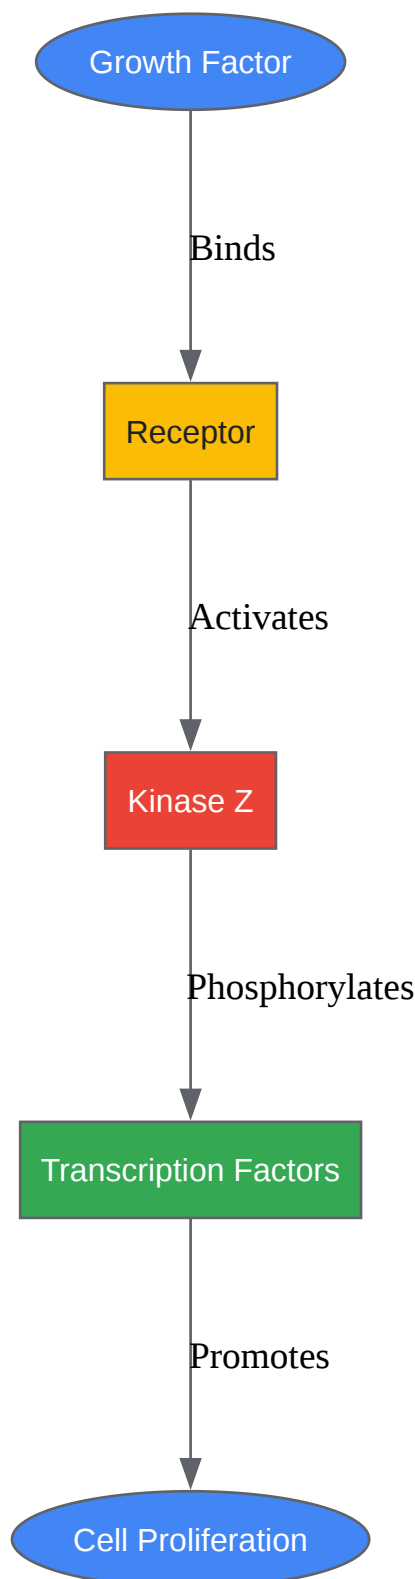 Growth Factor
Binds
Receptor
Activates
Kinase Z
Phosphorylates
Transcription Factors
Promotes
Cell Proliferation